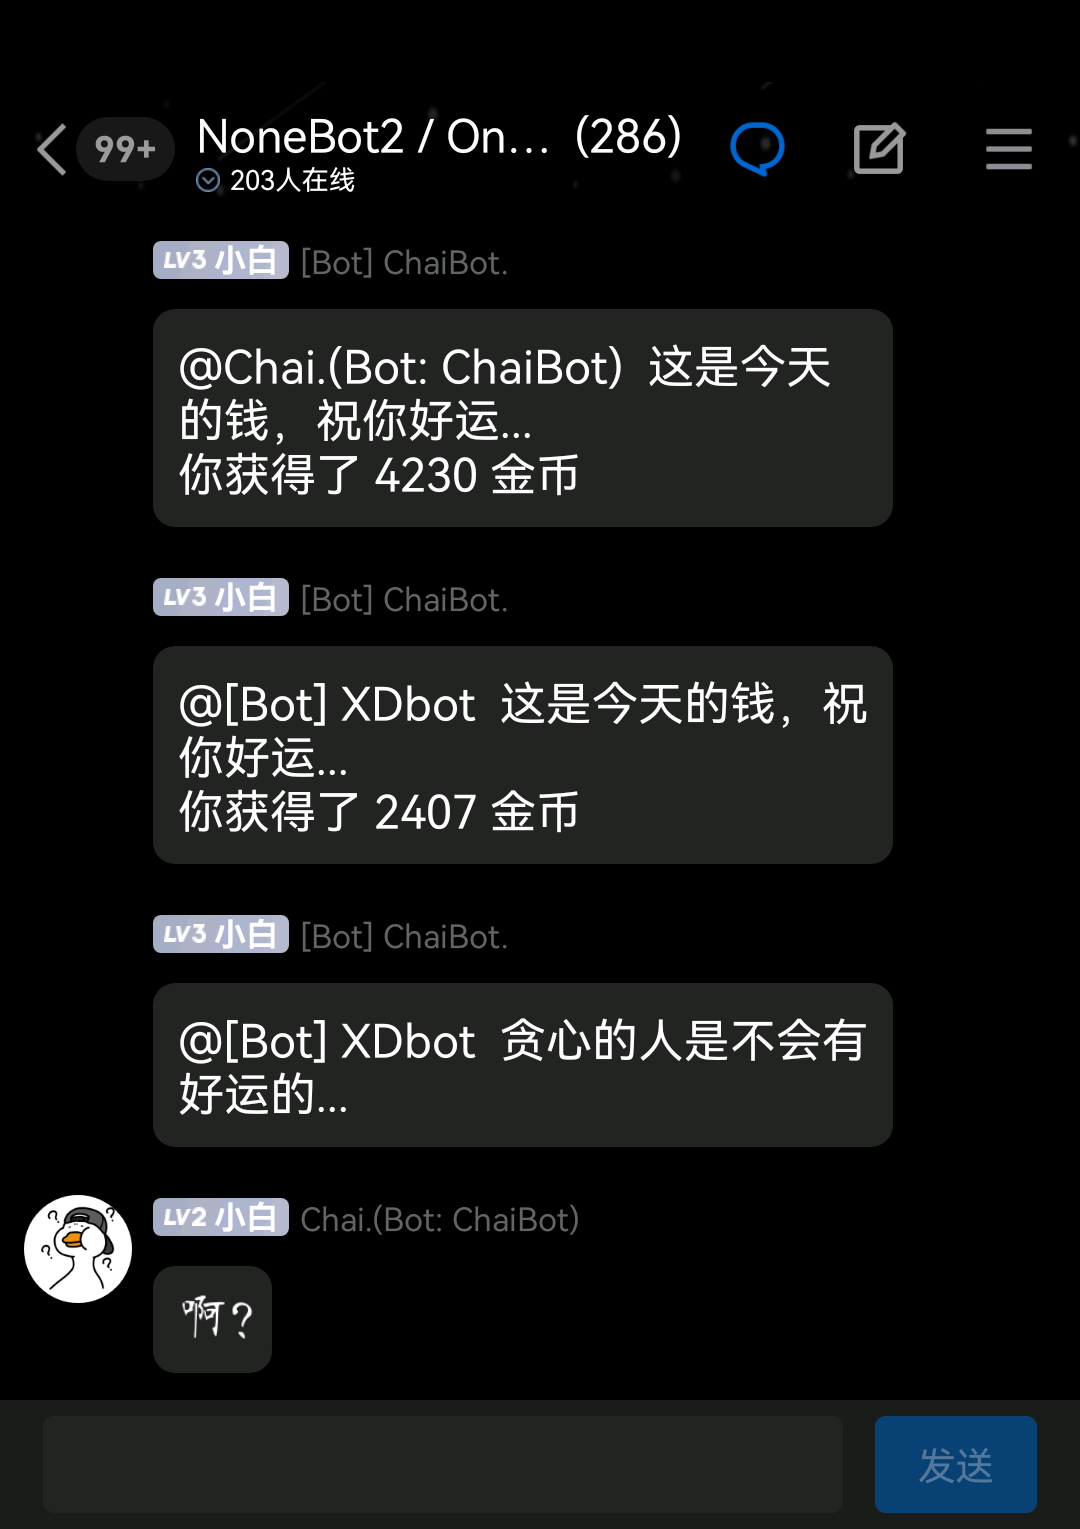 99+
NoneBot2 / On... (286)
203人在线
LV3 小白 [Bot] ChaiBot.
@Chai.(Bot: ChaiBot) 这是今天
的钱，祝你好运...
你获得了 4230 金币
LV3 小白 [Bot] ChaiBot.
@[Bot] XDbot 这是今天的钱，祝
你好运...
你获得了 2407 金币
LV3 小白 [Bot] ChaiBot.
@[Bot] XDbot 贪心的人是不会有
好运的...
? ? ? ?
LV2 小白 Chai.(Bot: ChaiBot)
啊?
发送